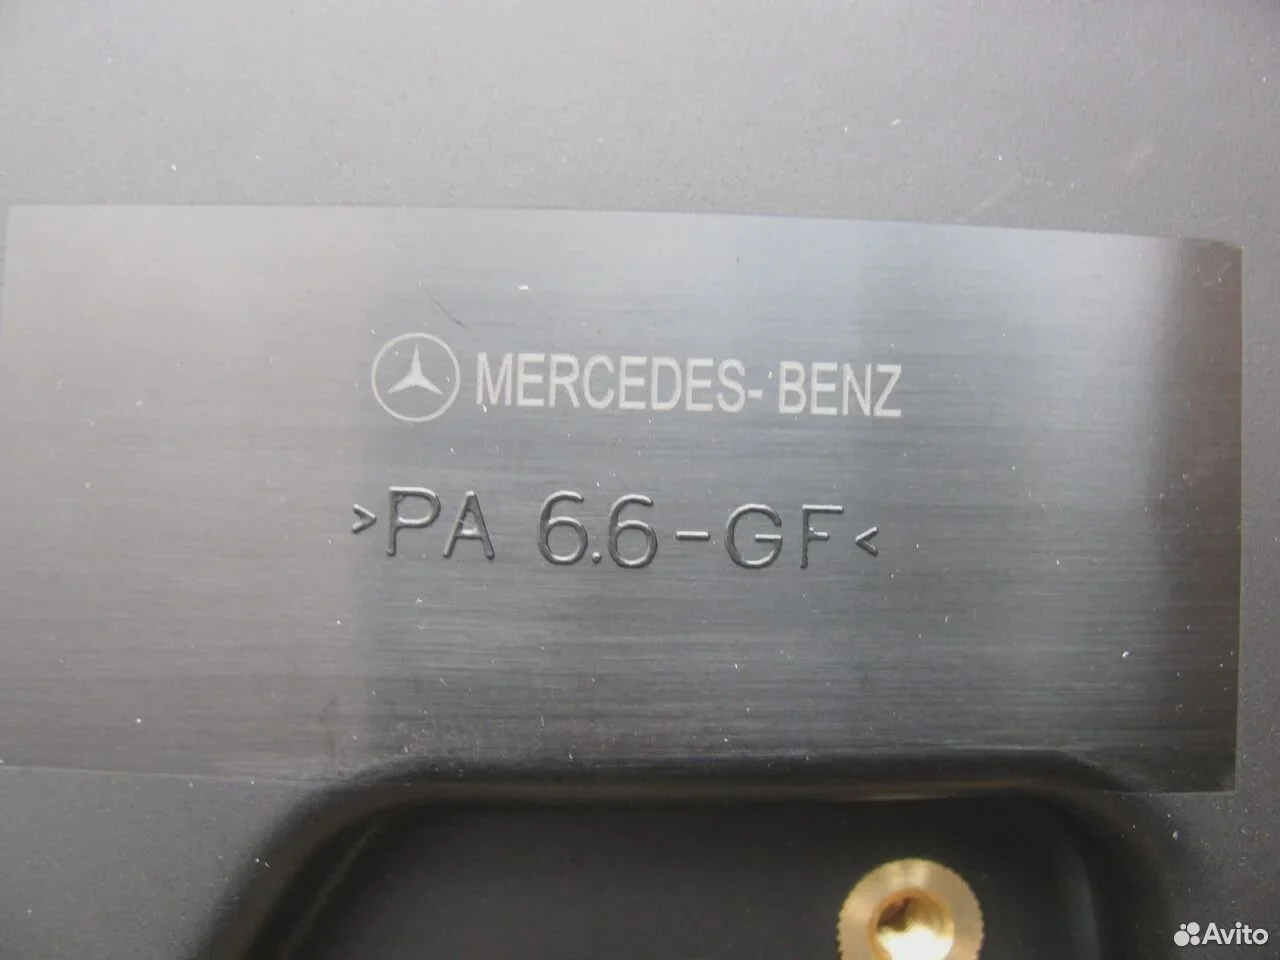 MERCEDES-BENZ
>PA 6.6-GF<
Avito